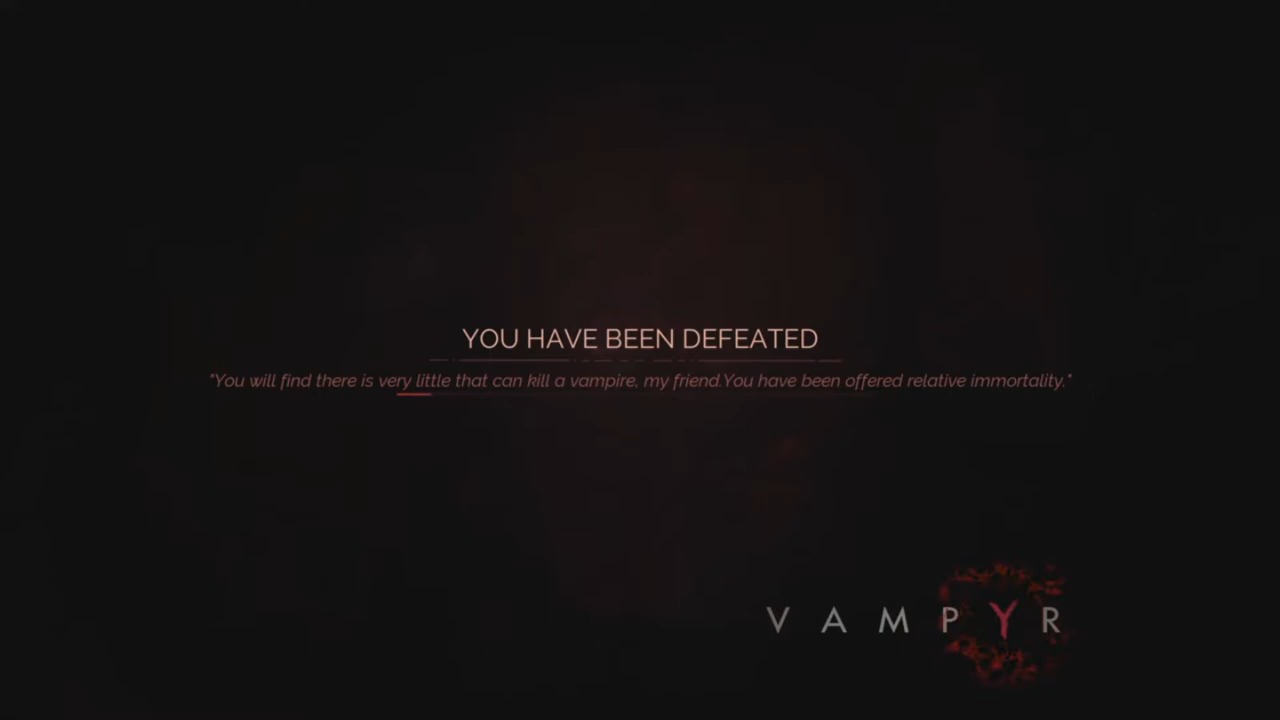 YOU HAVE BEEN DEFEATED
"You will find there is very little that can kill a vampire, my friend.You have been offered relative immortality."
VAMPYR